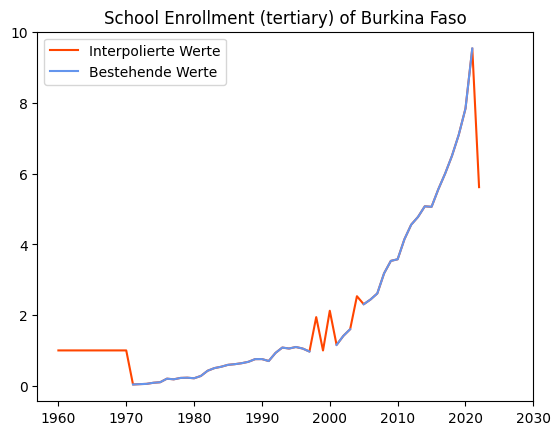 School Enrollment (tertiary) of Burkina Faso
10
Interpolierte Werte
Bestehende Werte
8
6
4
2
0
1960 1970 1980 1990 2000 2010 2020 2030